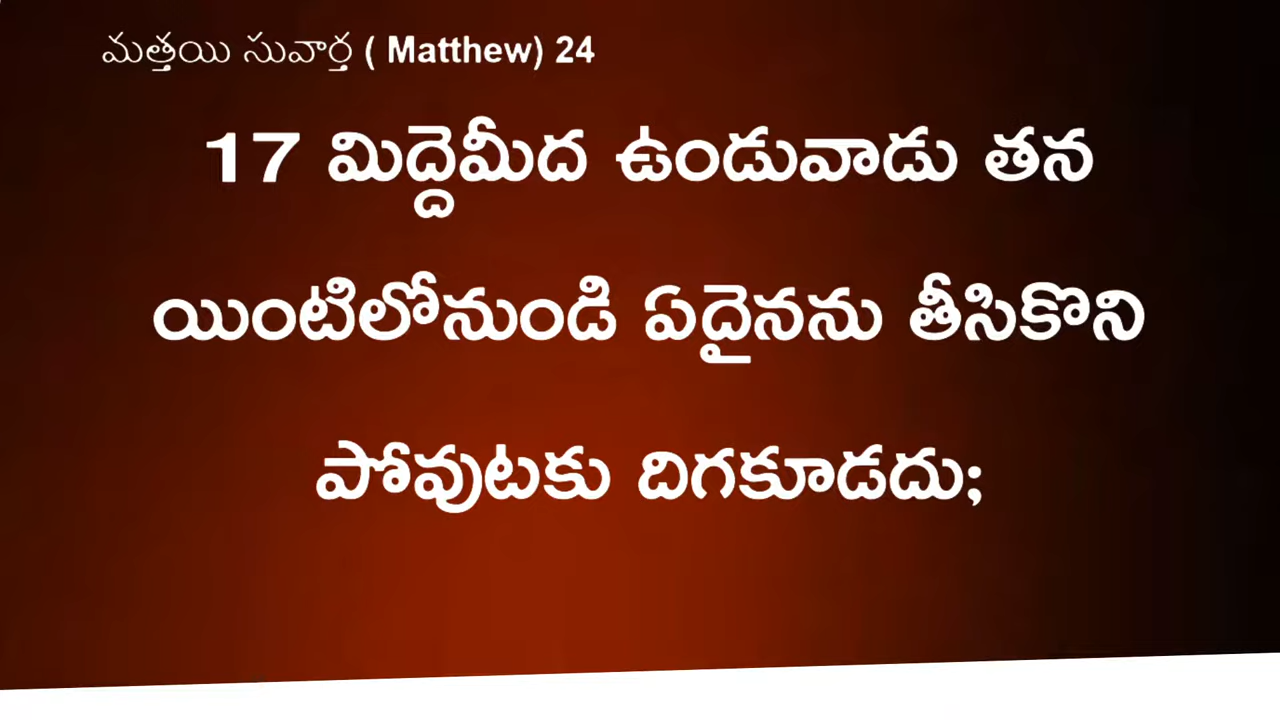 మత్తయి సువార్త ( Matthew) 24
17 మిద్దెమీద ఉండువాడు తన
యింటిలోనుండి ఏదైనను తీసికొని
పోవుటకు దిగకూడదు;